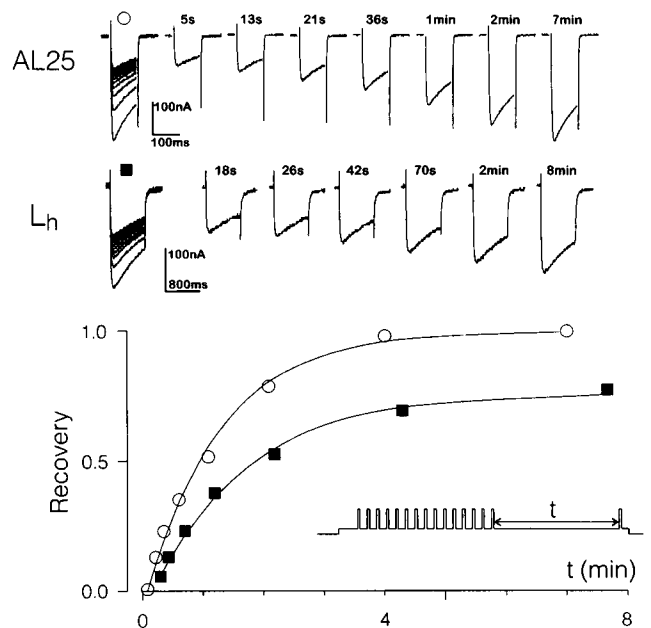 5s 13s 21s 36s 1min 2min 7min
AL25
100nA
100ms
18s 26s 42s 70s 2min 8min
Lh
100nA
800ms
1.0
0.5
0.0
Recovery
t
t (min)
0 4 8